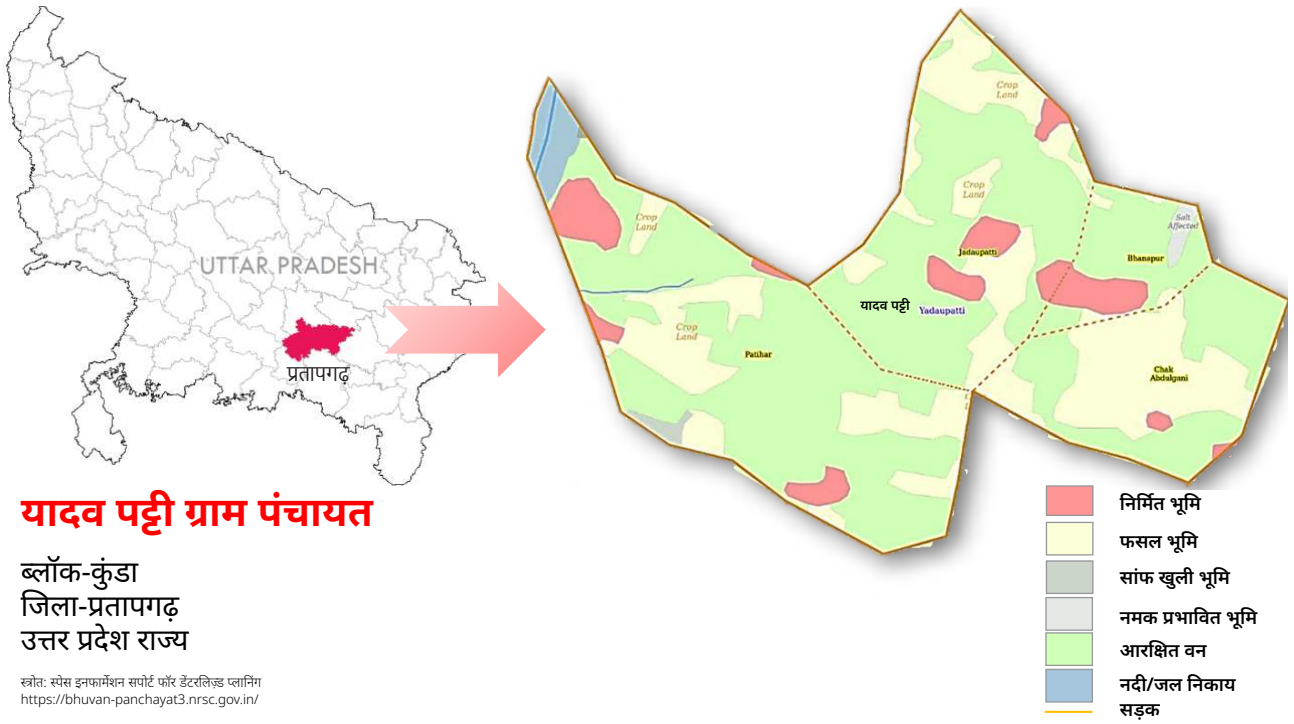 UTTAR PRADESH
प्रतापगढ़
यादव पट्टी ग्राम पंचायत
ब्लॉक-कुंडा
जिला-प्रतापगढ़
उत्तर प्रदेश राज्य
स्त्रोत: स्पेस इनफार्मेशन सपोर्ट फॉर डेंटरलिज़्ड प्लानिंग
https://bhuvan-panchayat3.nrsc.gov.in/
Crop
Land
Crop
Land
Crop
Land
Salt
Affected
Jadaupatti
Bhanapur
यादव पट्टी
Yadaupatti
Crop
Land
Patihar
Chak
Abdulgani
निर्मित भूमि
फसल भूमि
सांफ खुली भूमि
नमक प्रभावित भूमि
आरक्षित वन
नदी/जल निकाय
सड़क